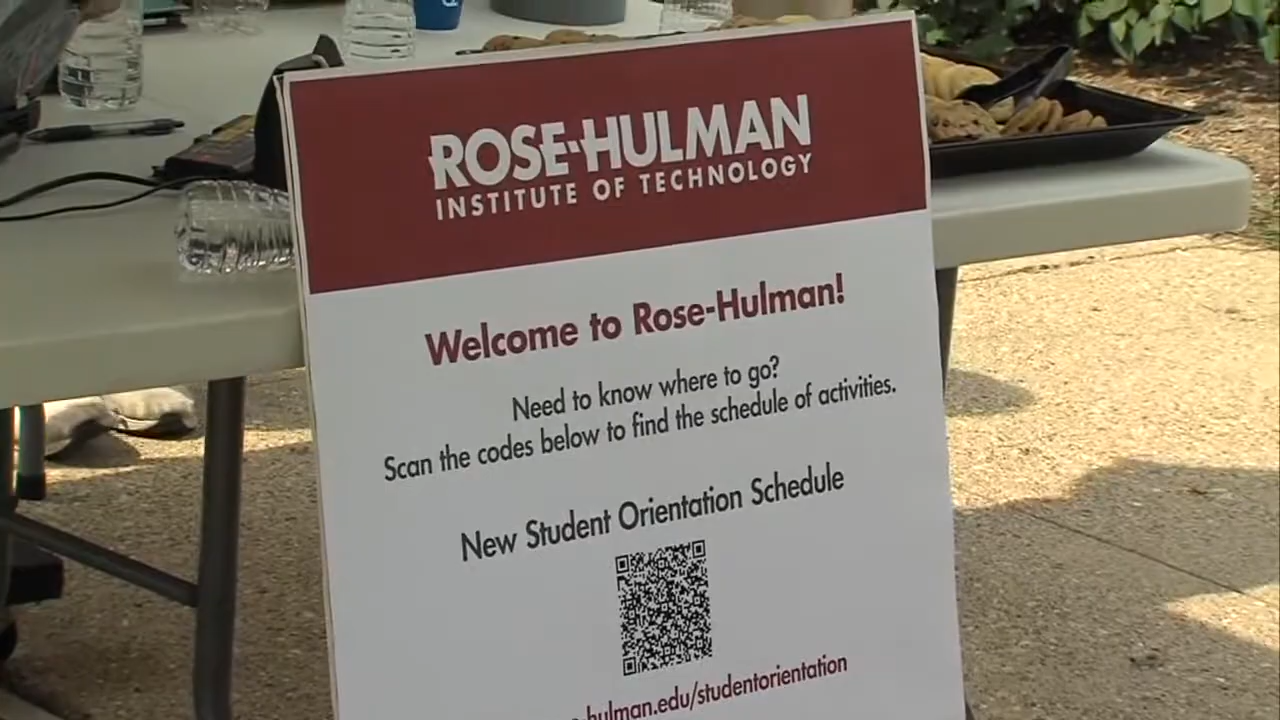 ROSE-HULMAN
INSTITUTE OF TECHNOLOGY
Welcome to Rose-Hulman!
Need to know where to go?
Scan the codes below to find the schedule of activities.
New Student Orientation Schedule
-hulman.edu/studentorientation